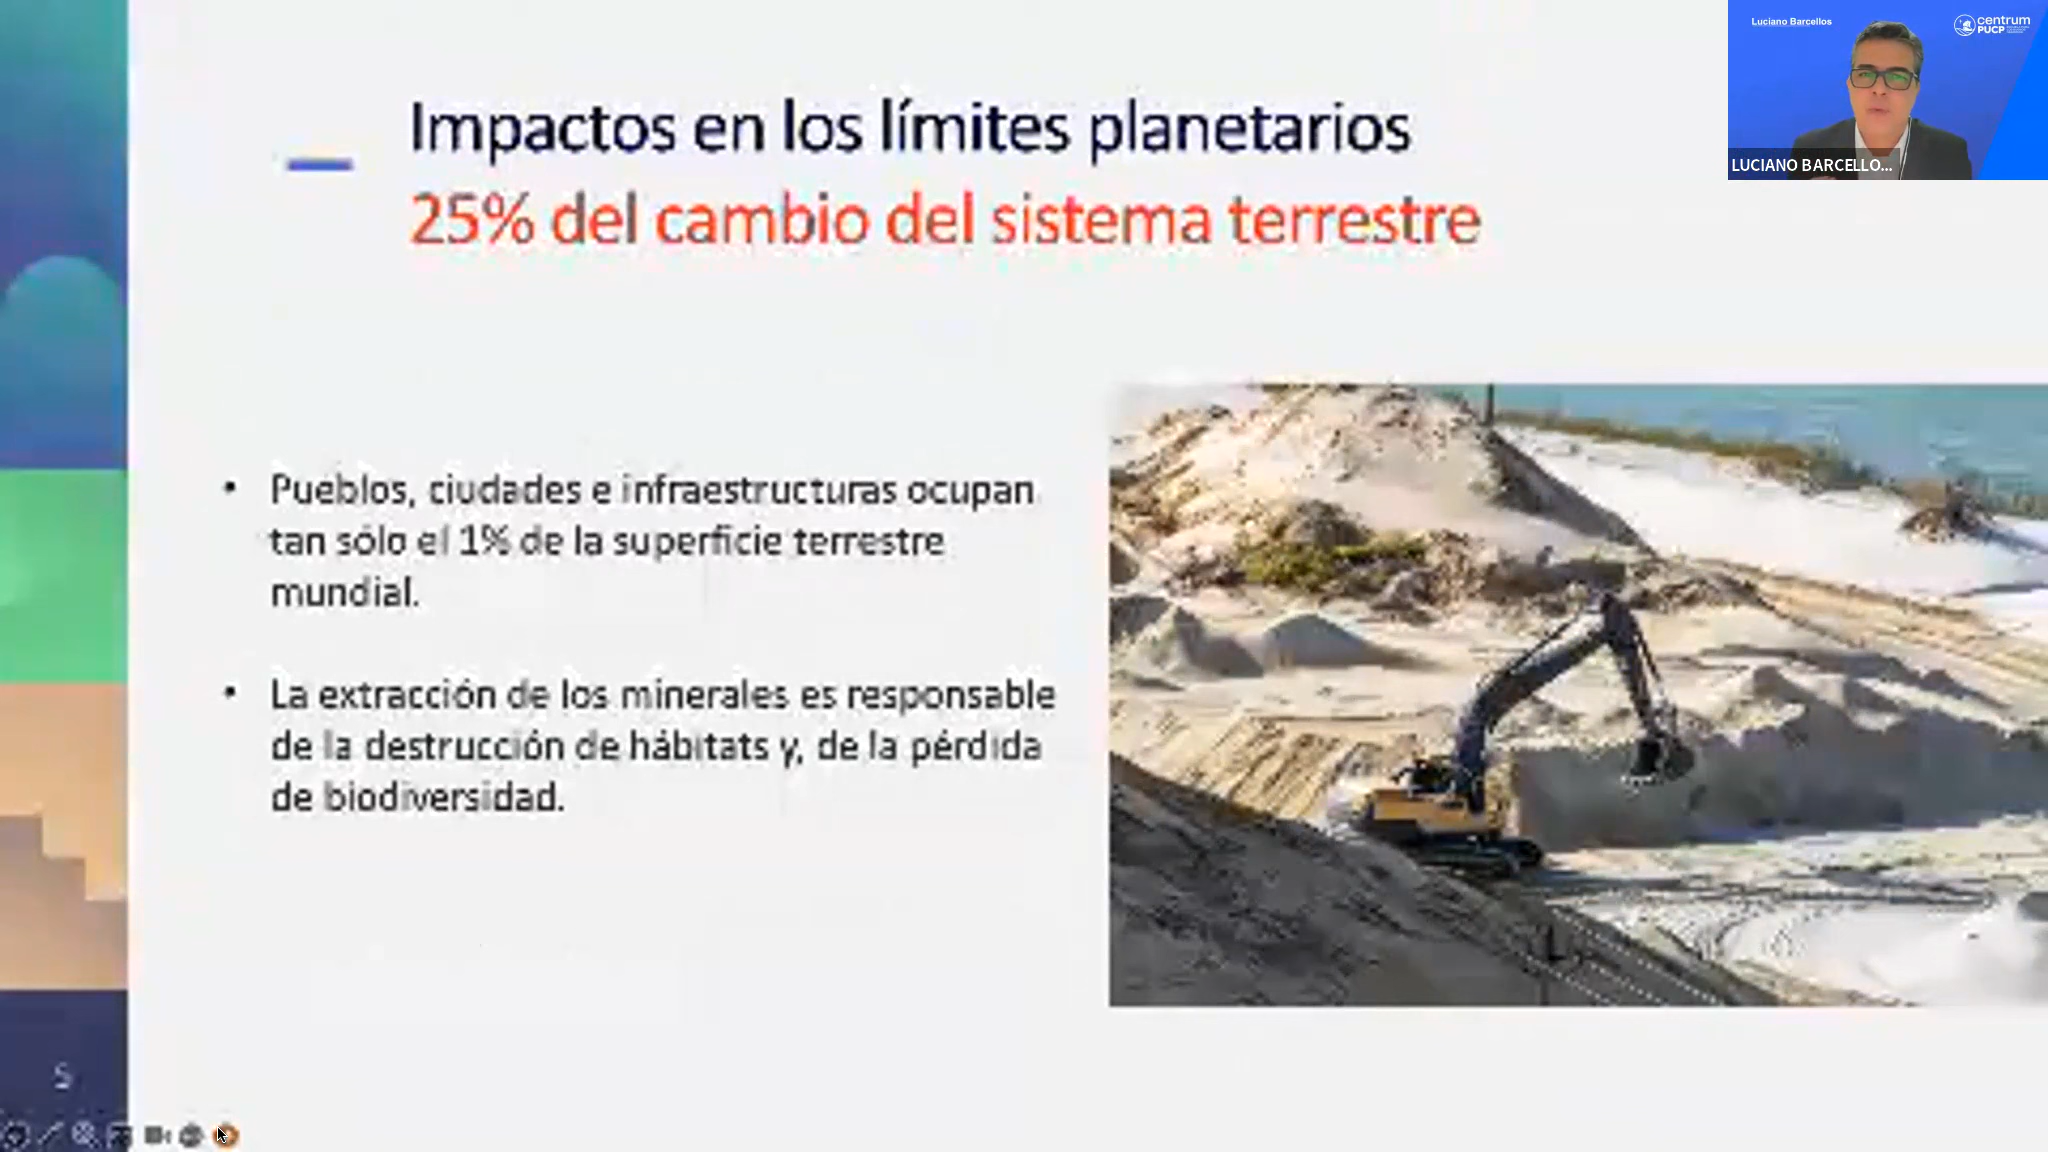 Luciano Barcellos
centrum
PUCP
LUCIANO BARCELLO...
Impactos en los límites planetarios
25% del cambio del sistema terrestre
• Pueblos, ciudades e infraestructuras ocupan
tan sólo el 1% de la superficie terrestre
mundial.
• La extracción de los minerales es responsable
de la destrucción de hábitats y, de la pérdida
de biodiversidad.
5